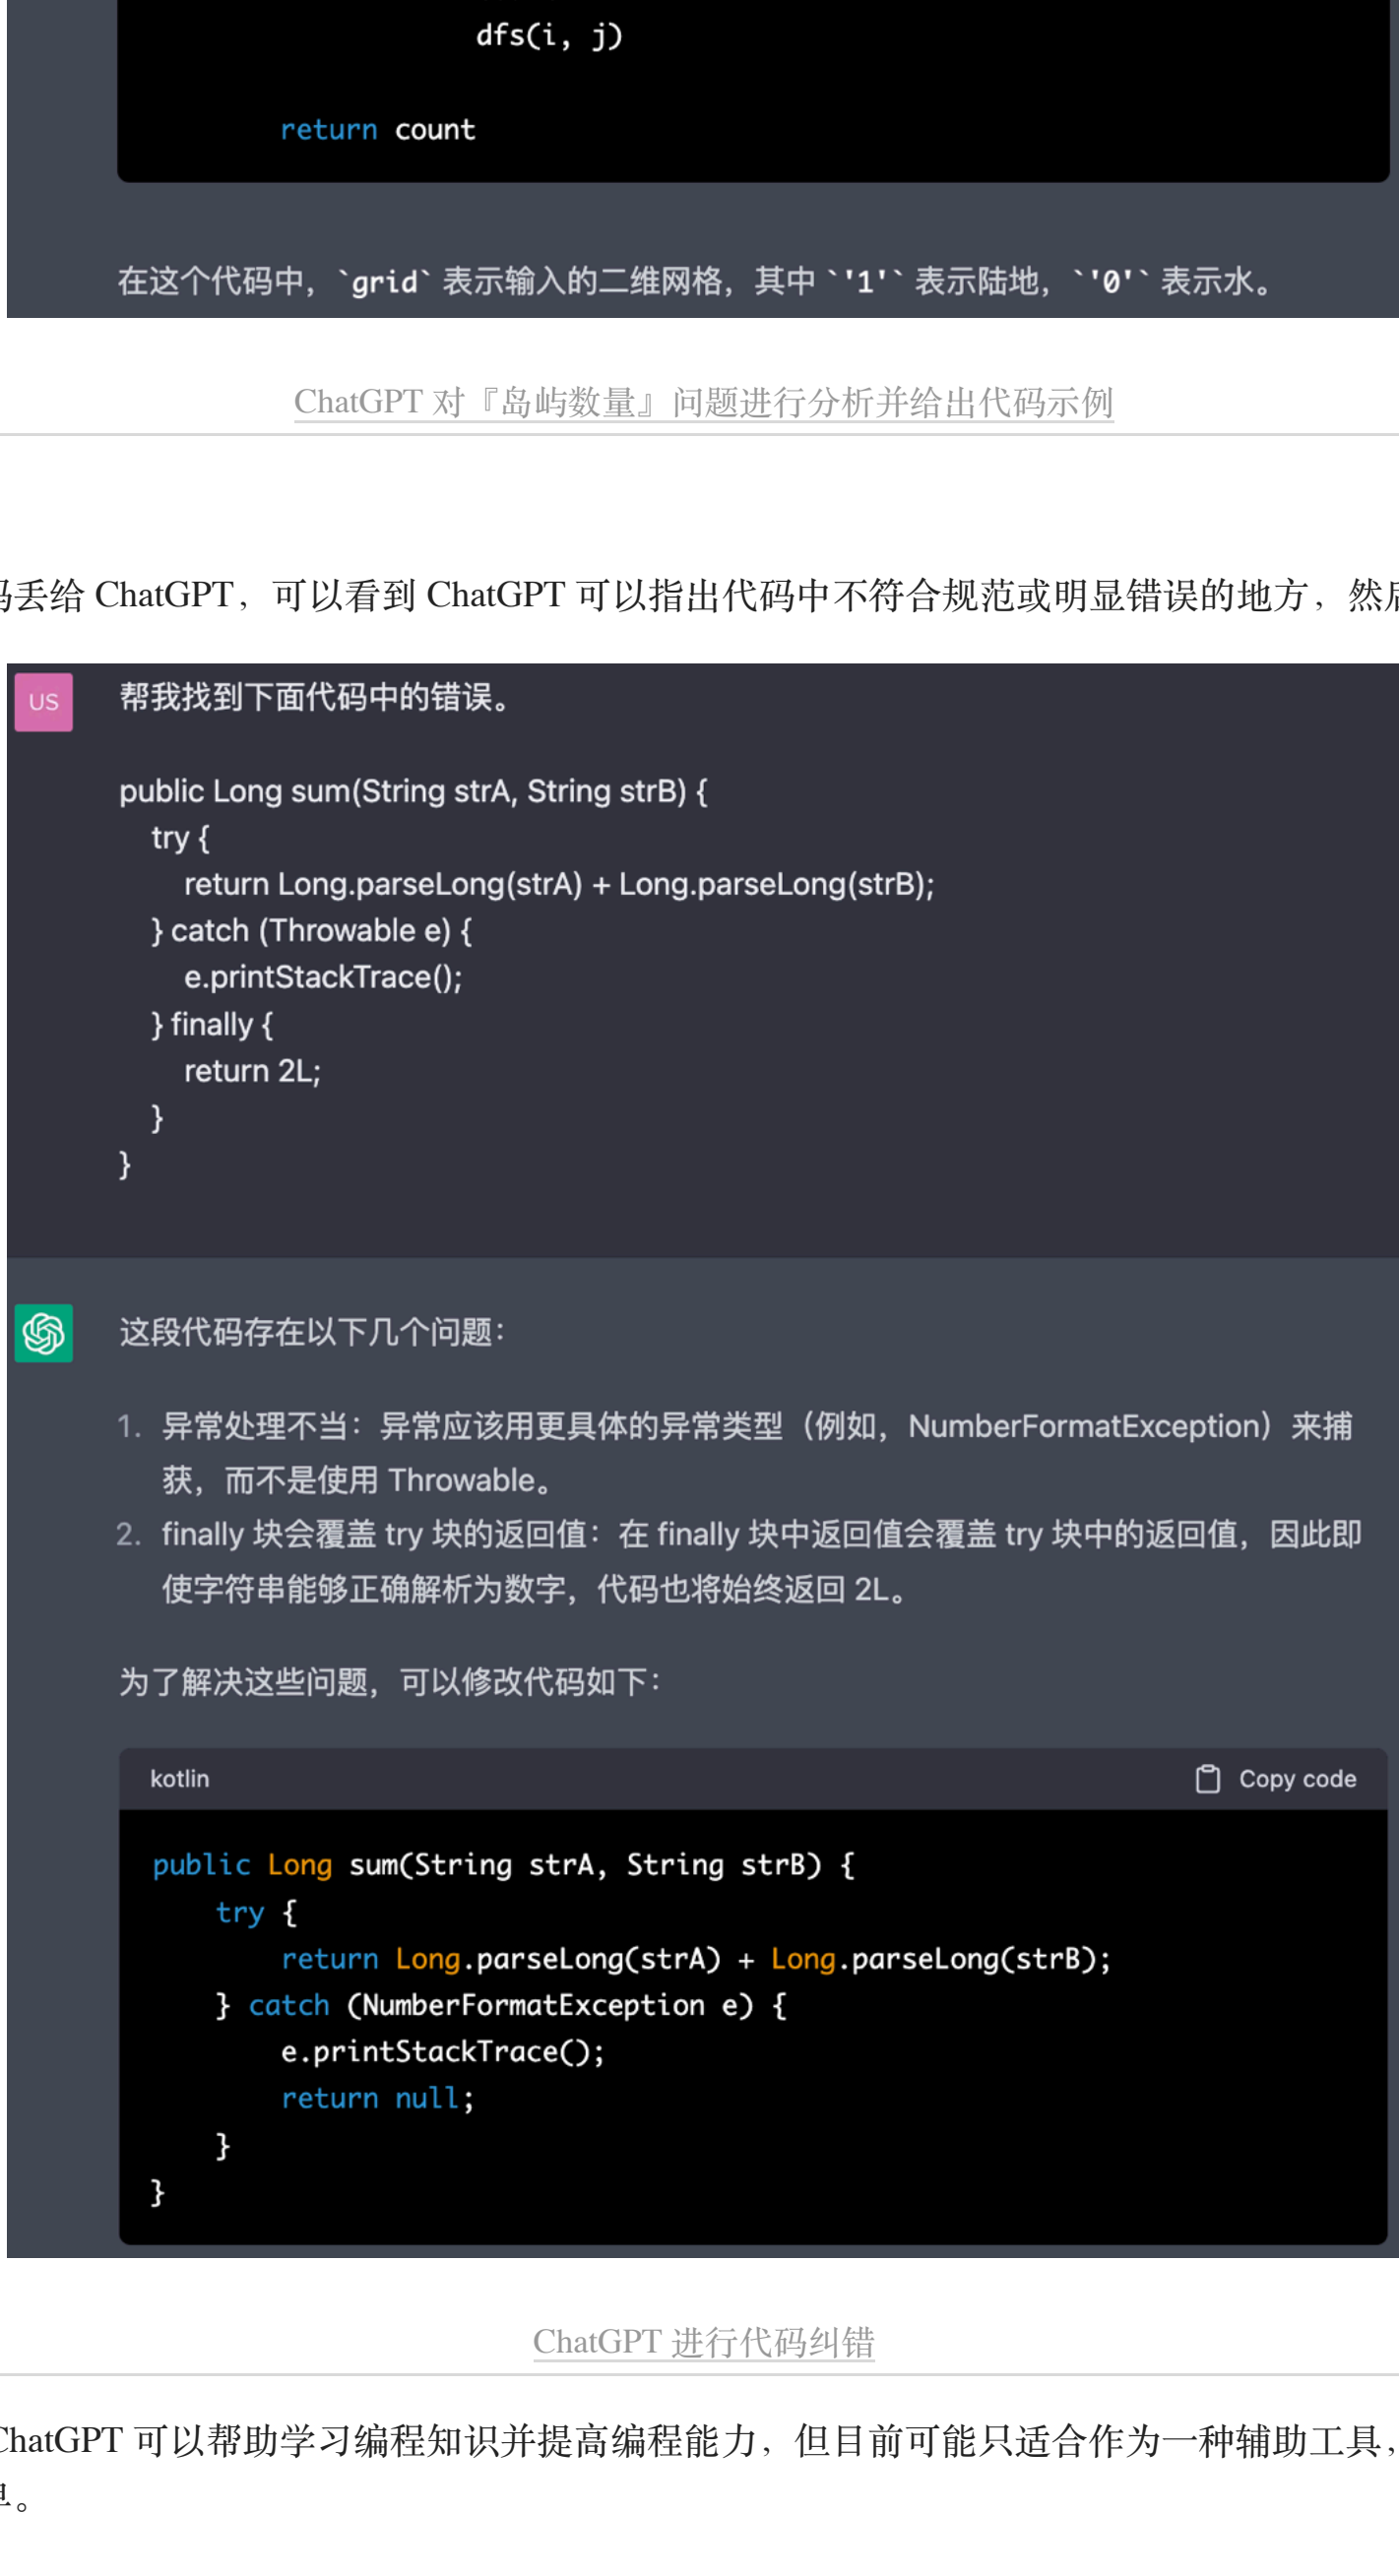 dfs(i, j)
return count
在这个代码中，`grid` 表示输入的二维网格，其中 `'1'` 表示陆地，`'0'` 表示水。
ChatGPT 对『岛屿数量』问题进行分析并给出代码示例
丢给 ChatGPT，可以看到 ChatGPT 可以指出代码中不符合规范或明显错误的地方，然
US
帮我找到下面代码中的错误。
public Long sum(String strA, String strB) {
try {
return Long.parseLong(strA) + Long.parseLong(strB);
} catch (Throwable e) {
e.printStackTrace();
} finally {
return 2L;
}
}
这段代码存在以下几个问题：
1. 异常处理不当：异常应该用更具体的异常类型（例如，NumberFormatException）来捕
获，而不是使用 Throwable。
2. finally 块会覆盖 try 块的返回值：在 finally 块中返回值会覆盖 try 块中的返回值，因此即
使字符串能够正确解析为数字，代码也将始终返回 2L。
为了解决这些问题，可以修改代码如下：
kotlin Copy code
public Long sum(String strA, String strB) {
try {
return Long.parseLong(strA) + Long.parseLong(strB);
} catch (NumberFormatException e) {
e.printStackTrace();
return null;
}
}
ChatGPT 进行代码纠错
ChatGPT 可以帮助学习编程知识并提高编程能力，但目前可能只适合作为一种辅助工具，
。